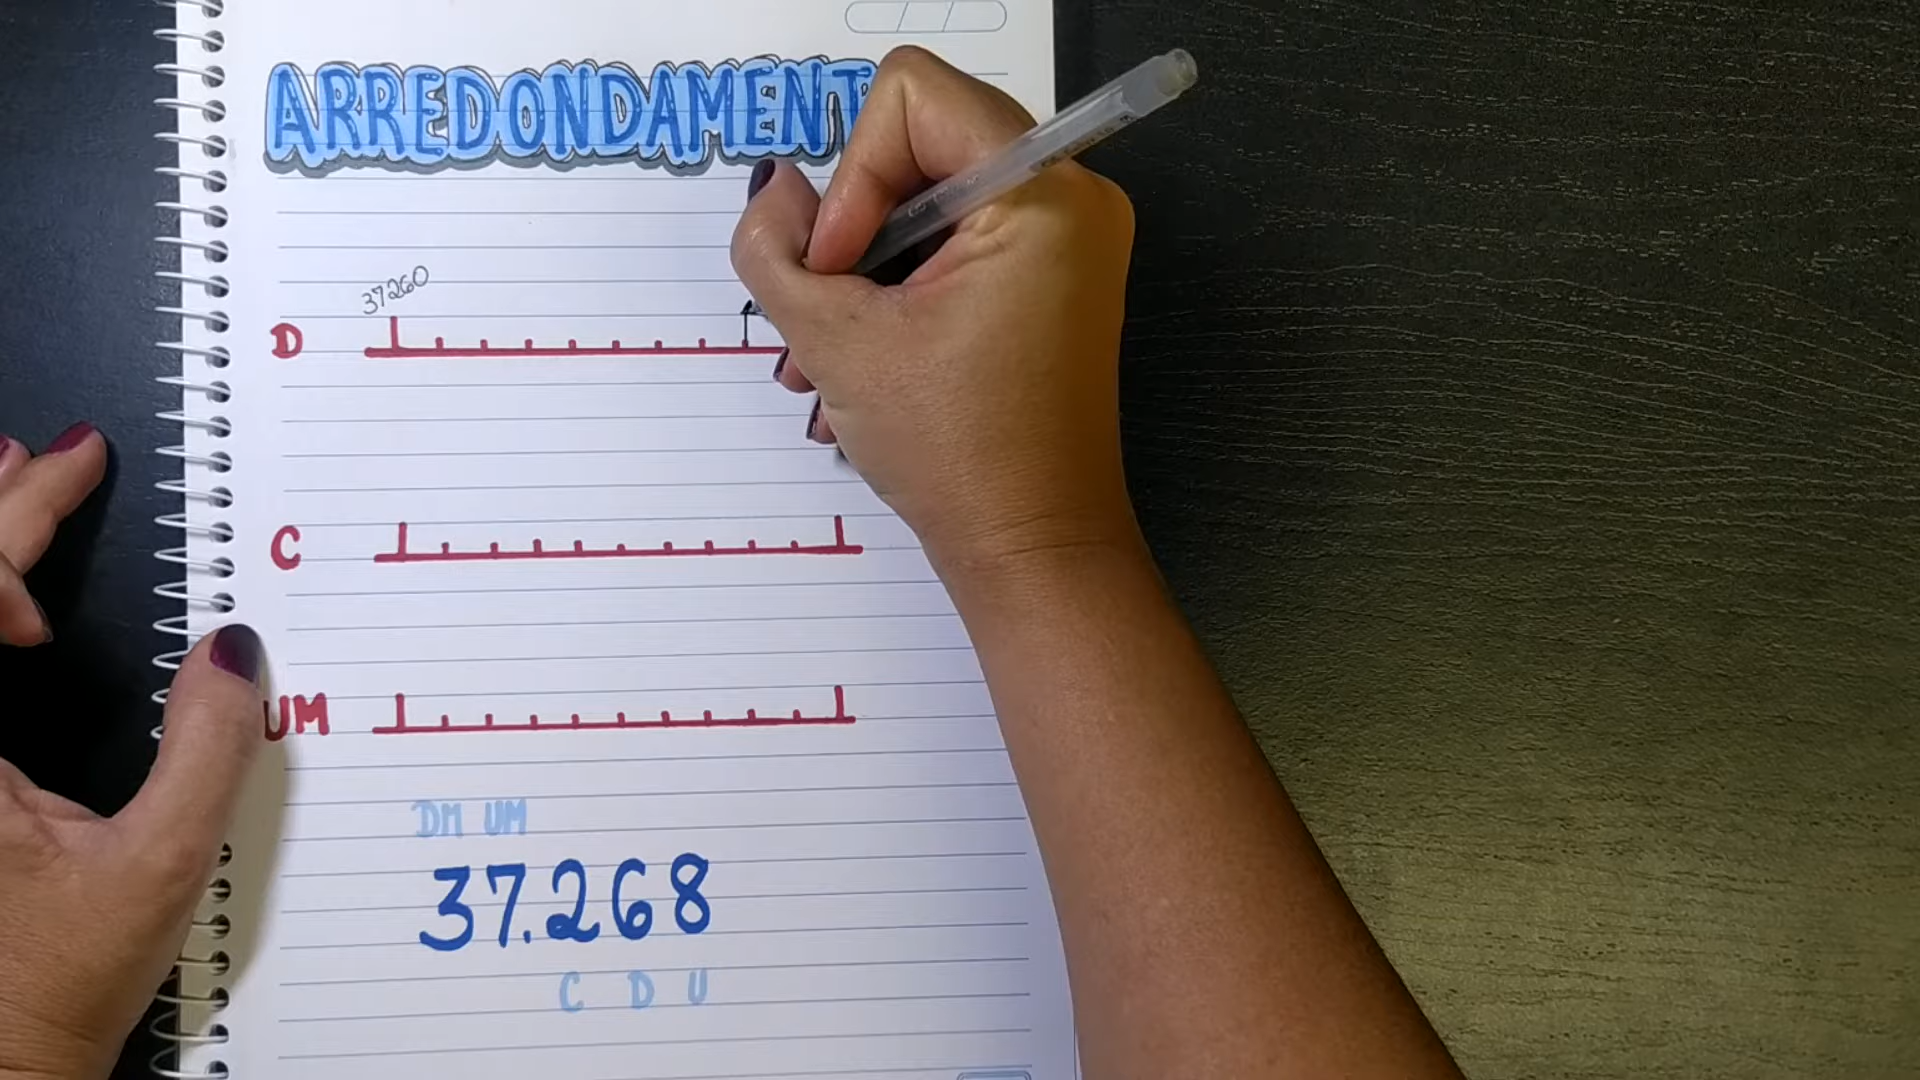 ARREDONDAMENT
37260
D
C
UM
DM UM
37.268
C D U